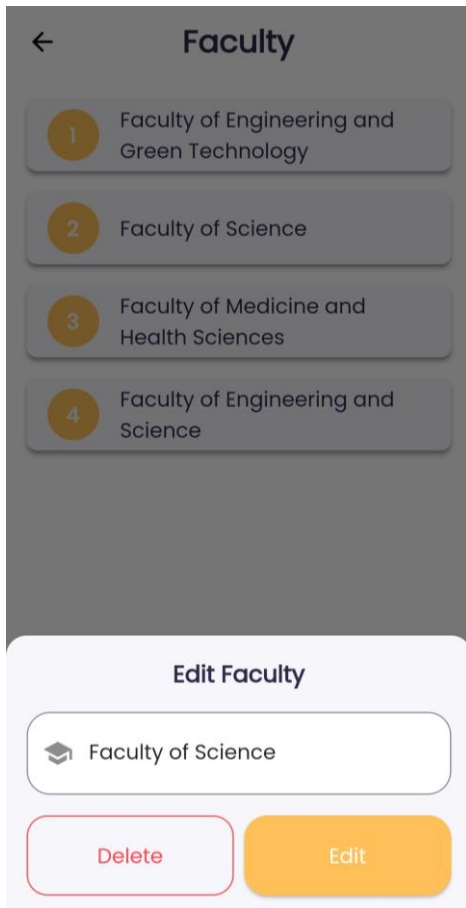 Faculty
1
Faculty of Engineering and
Green Technology
2
Faculty of Science
3
Faculty of Medicine and
Health Sciences
4
Faculty of Engineering and
Science
Edit Faculty
Faculty of Science
Delete
Edit